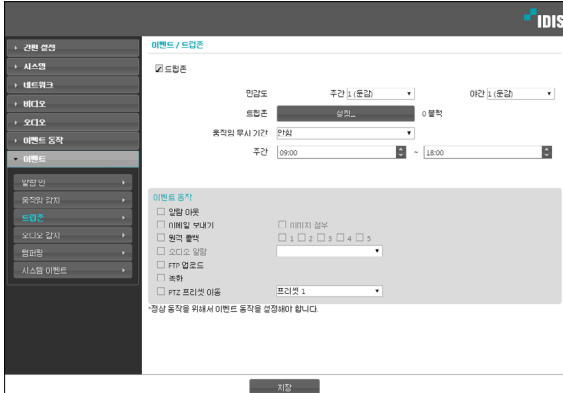 IDIS
간편 설정
시스템
네트워크
비디오
오디오
이벤트 동작
이벤트
알람 인
움직임 감지
트립존
오디오 감지
탬퍼링
시스템 이벤트
이벤트 / 트립존
트립존
민감도 주간 1 (둔감) 야간 1 (둔감)
트립존 설정... 0 블럭
움직임 무시 기간 안함
주간 09:00 ~ 18:00
이벤트 동작
알람 아웃
이메일 보내기 이미지 첨부
원격 콜백 1 2 3 4 5
오디오 알람
FTP 업로드
녹화
PTZ 프리셋 이동 프리셋 1
*정상 동작을 위해서 이벤트 동작을 설정해야 합니다.
저장